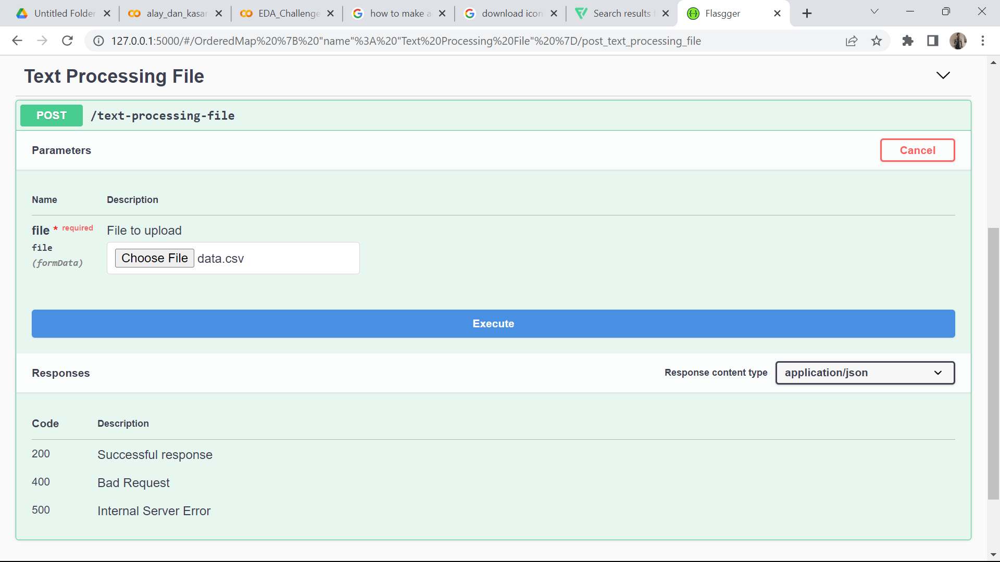 Untitled Folder
alay_dan_kasar
EDA_Challenge
how to make a
download icon
Search results f
Flasgger
127.0.0.1:5000/#/OrderedMap%20%7B%20"name"%3A%20"Text%20Processing%20File"%20%7D/post_text_processing_file
Text Processing File
POST /text-processing-file
Parameters
Cancel
Name Description
file * required File to upload
file
Choose File data.csv
(formData)
Execute
Responses
Response content type application/json
Code Description
200 Successful response
400 Bad Request
500 Internal Server Error